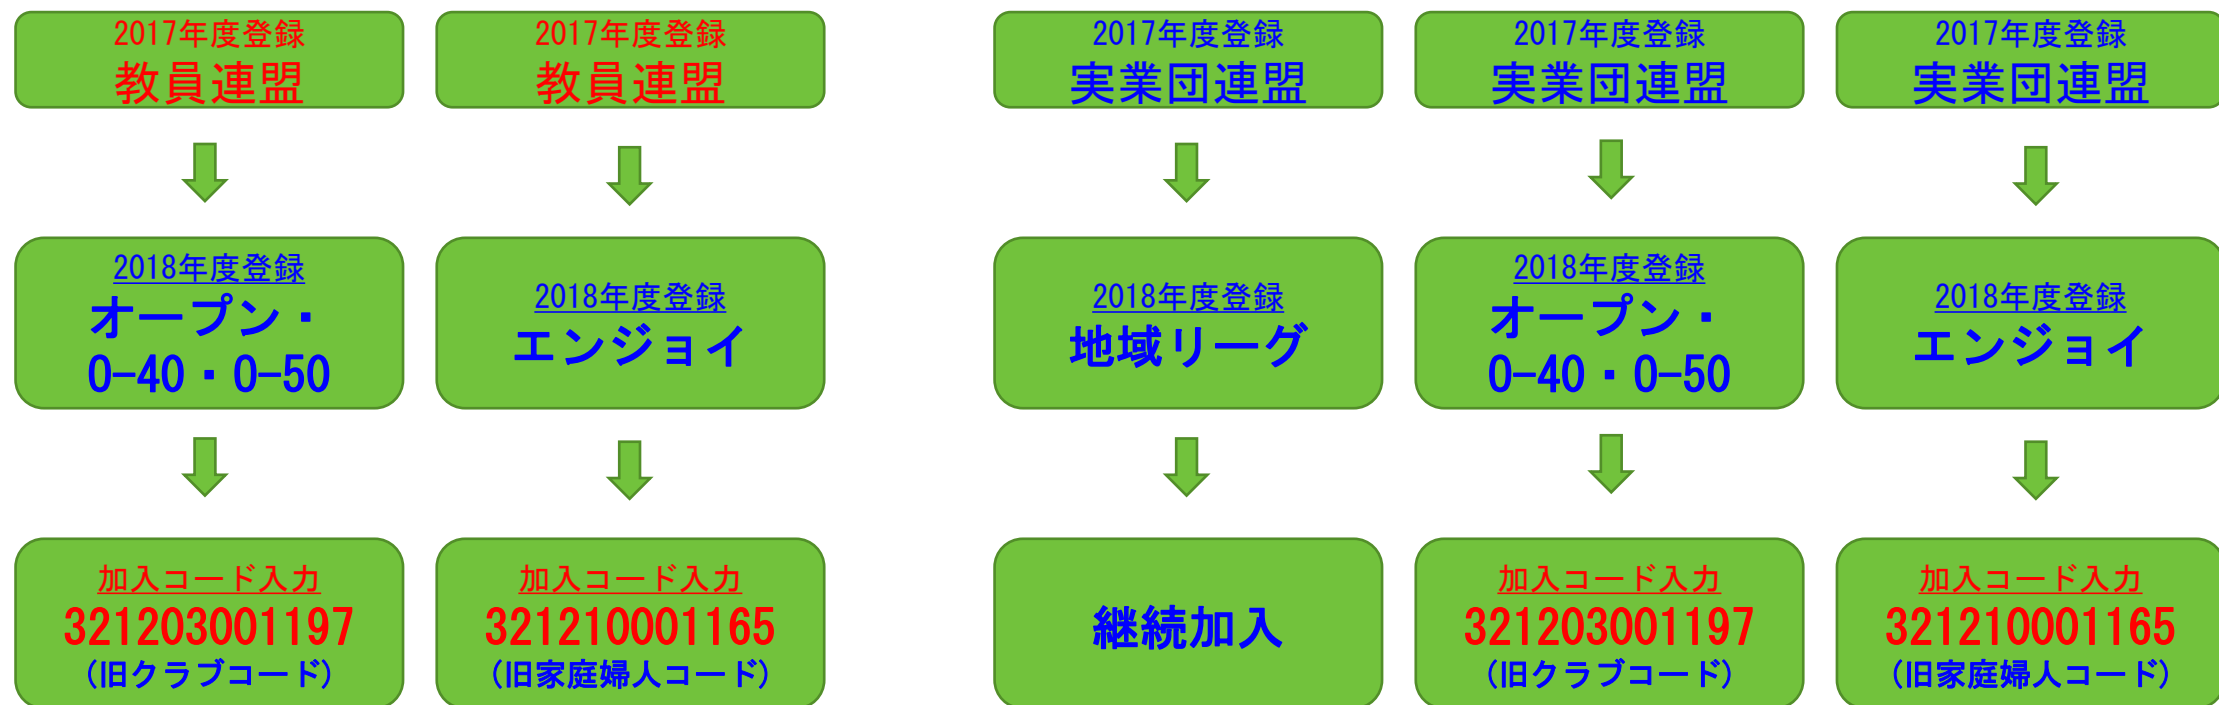 2017年度登録
教員連盟
2017年度登録
教員連盟
2017年度登録
実業団連盟
2017年度登録
実業団連盟
2017年度登録
実業団連盟
2018年度登録
オープン・
O-40・O-50
2018年度登録
エンジョイ
2018年度登録
地域リーグ
2018年度登録
オープン・
O-40・O-50
2018年度登録
エンジョイ
加入コード入力
321203001197
(旧クラブコード)
加入コード入力
321210001165
(旧家庭婦人コード)
継続加入
加入コード入力
321203001197
(旧クラブコード)
加入コード入力
321210001165
(旧家庭婦人コード)